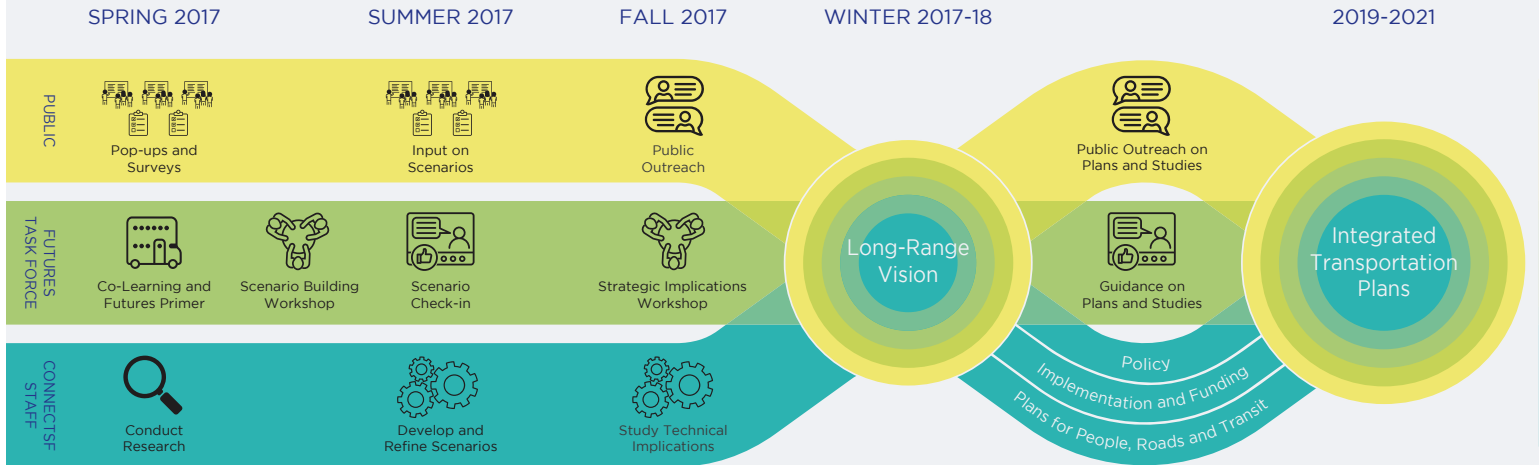 SPRING 2017
SUMMER 2017
FALL 2017
WINTER 2017-18
2019-2021
PUBLIC
Pop-ups and
Surveys
Input on
Scenarios
Public
Outreach
Public Outreach on
Plans and Studies
FUTURES
TASK FORCE
Co-Learning and
Futures Primer
Scenario Building
Workshop
Scenario
Check-in
Strategic Implications
Workshop
Long-Range
Vision
Guidance on
Plans and Studies
Integrated
Transportation
Plans
CONNECTSF
STAFF
Conduct
Research
Develop and
Refine Scenarios
Study Technical
Implications
Policy
Implementation and Funding
Plans for People, Roads and Transit